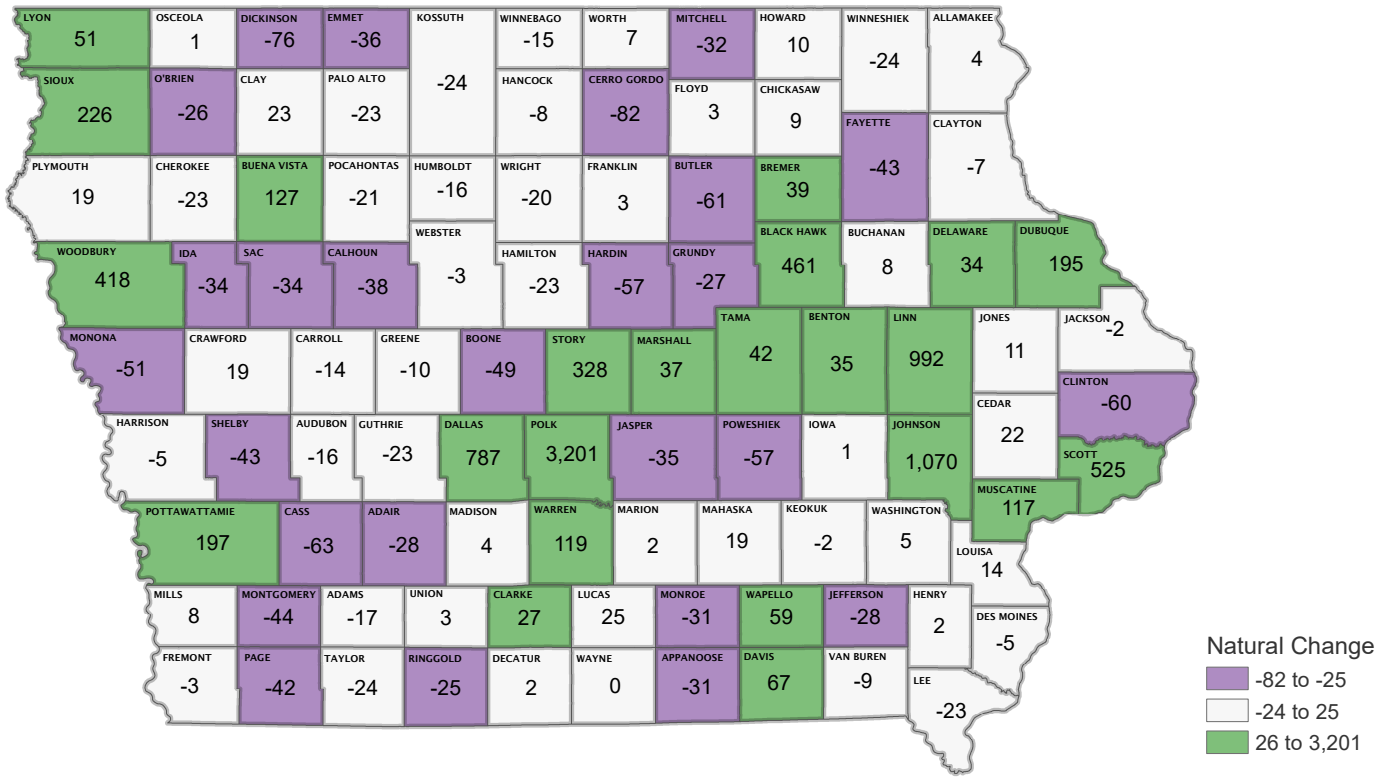 LYON
51
OSCEOLA
1
DICKINSON
-76
EMMET
-36
KOSSUTH
-24
WINNEBAGO
-15
WORTH
7
MITCHELL
-32
HOWARD
10
WINNESHIEK
-24
ALLAMAKEE
4
SIOUX
226
O'BRIEN
-26
CLAY
23
PALO ALTO
-23
HANCOCK
-8
CERRO GORDO
-82
FLOYD
3
CHICKASAW
9
FAYETTE
-43
CLAYTON
-7
PLYMOUTH
19
CHEROKEE
-23
BUENA VISTA
127
POCAHONTAS
-21
HUMBOLDT
-16
WRIGHT
-20
FRANKLIN
3
BUTLER
-61
BREMER
39
WOODBURY
418
IDA
-34
SAC
-34
CALHOUN
-38
WEBSTER
-3
HAMILTON
-23
HARDIN
-57
GRUNDY
-27
BLACK HAWK
461
BUCHANAN
8
DELAWARE
34
DUBUQUE
195
MONONA
-51
CRAWFORD
19
CARROLL
-14
GREENE
-10
BOONE
-49
STORY
328
MARSHALL
37
TAMA
42
BENTON
35
LINN
992
JONES
11
JACKSON
-2
CLINTON
-60
HARRISON
-5
SHELBY
-43
AUDUBON
-16
GUTHRIE
-23
DALLAS
787
POLK
3,201
JASPER
-35
POWESHIEK
-57
IOWA
1
JOHNSON
1,070
CEDAR
22
SCOTT
525
MUSCATINE
117
POTTAWATTAMIE
197
CASS
-63
ADAIR
-28
MADISON
4
WARREN
119
MARION
2
MAHASKA
19
KEOKUK
-2
WASHINGTON
5
LOUISA
14
MILLS
8
MONTGOMERY
-44
ADAMS
-17
UNION
3
CLARKE
27
LUCAS
25
MONROE
-31
WAPELLO
59
JEFFERSON
-28
HENRY
2
DES MOINES
-5
FREMONT
-3
PAGE
-42
TAYLOR
-24
RINGGOLD
-25
DECATUR
2
WAYNE
0
APPANOOSE
-31
DAVIS
67
VAN BUREN
-9
LEE
-23
Natural Change
-82 to -25
-24 to 25
26 to 3,201